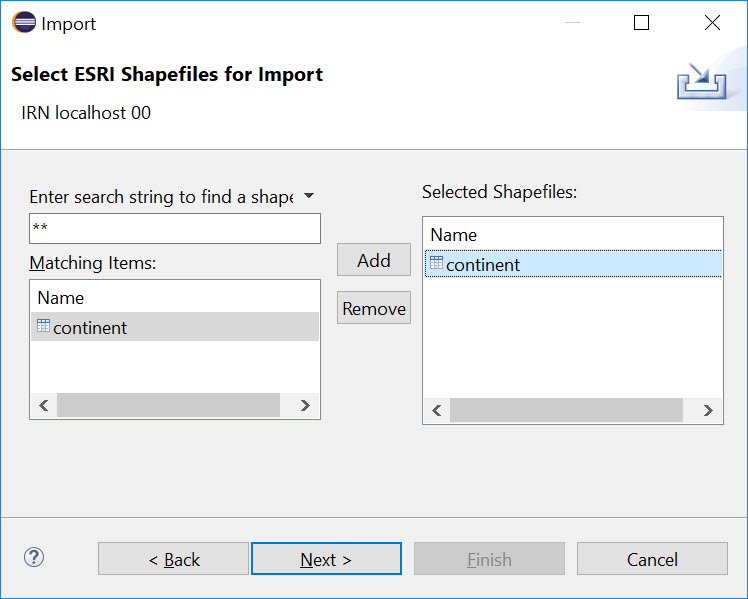 Import
Select ESRI Shapefiles for Import
IRN localhost 00
Enter search string to find a shape
**
Matching Items:
Name
continent
Add
Remove
Selected Shapefiles:
Name
continent
?
< Back
Next >
Finish
Cancel